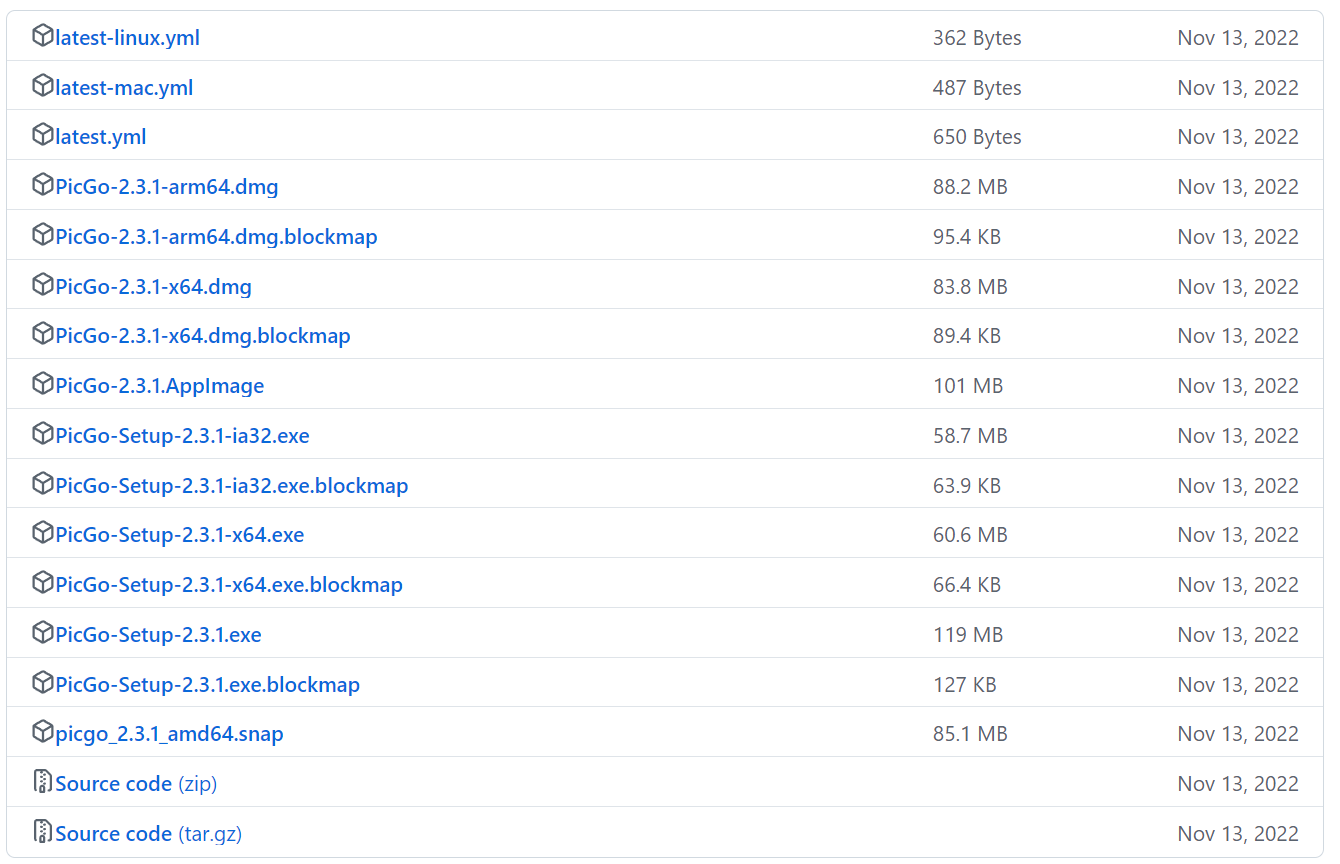 latest-linux.yml 362 Bytes Nov 13, 2022
latest-mac.yml 487 Bytes Nov 13, 2022
latest.yml 650 Bytes Nov 13, 2022
PicGo-2.3.1-arm64.dmg 88.2 MB Nov 13, 2022
PicGo-2.3.1-arm64.dmg.blockmap 95.4 KB Nov 13, 2022
PicGo-2.3.1-x64.dmg 83.8 MB Nov 13, 2022
PicGo-2.3.1-x64.dmg.blockmap 89.4 KB Nov 13, 2022
PicGo-2.3.1.AppImage 101 MB Nov 13, 2022
PicGo-Setup-2.3.1-ia32.exe 58.7 MB Nov 13, 2022
PicGo-Setup-2.3.1-ia32.exe.blockmap 63.9 KB Nov 13, 2022
PicGo-Setup-2.3.1-x64.exe 60.6 MB Nov 13, 2022
PicGo-Setup-2.3.1-x64.exe.blockmap 66.4 KB Nov 13, 2022
PicGo-Setup-2.3.1.exe 119 MB Nov 13, 2022
PicGo-Setup-2.3.1.exe.blockmap 127 KB Nov 13, 2022
picgo_2.3.1_amd64.snap 85.1 MB Nov 13, 2022
Source code (zip) Nov 13, 2022
Source code (tar.gz) Nov 13, 2022